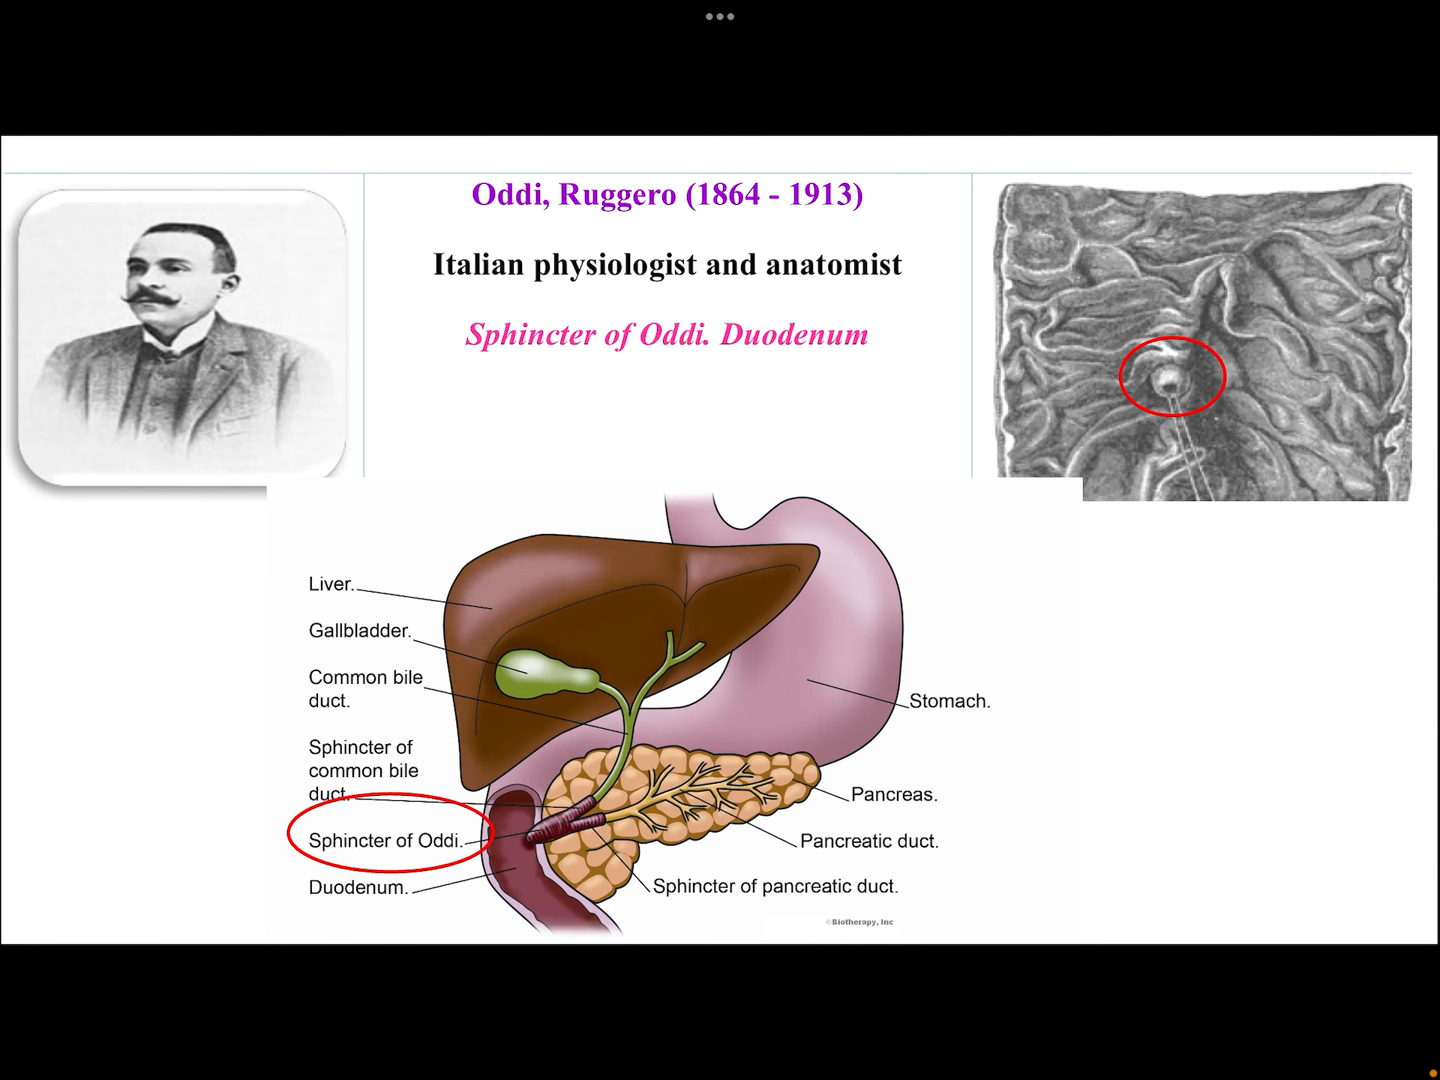 Oddi, Ruggero (1864 - 1913)
Italian physiologist and anatomist
Sphincter of Oddi. Duodenum
Liver.
Gallbladder.
Common bile
duct.
Sphincter of
common bile
duct.
Sphincter of Oddi.
Duodenum.
Stomach.
Pancreas.
Pancreatic duct.
Sphincter of pancreatic duct.
©Biotherapy, Inc